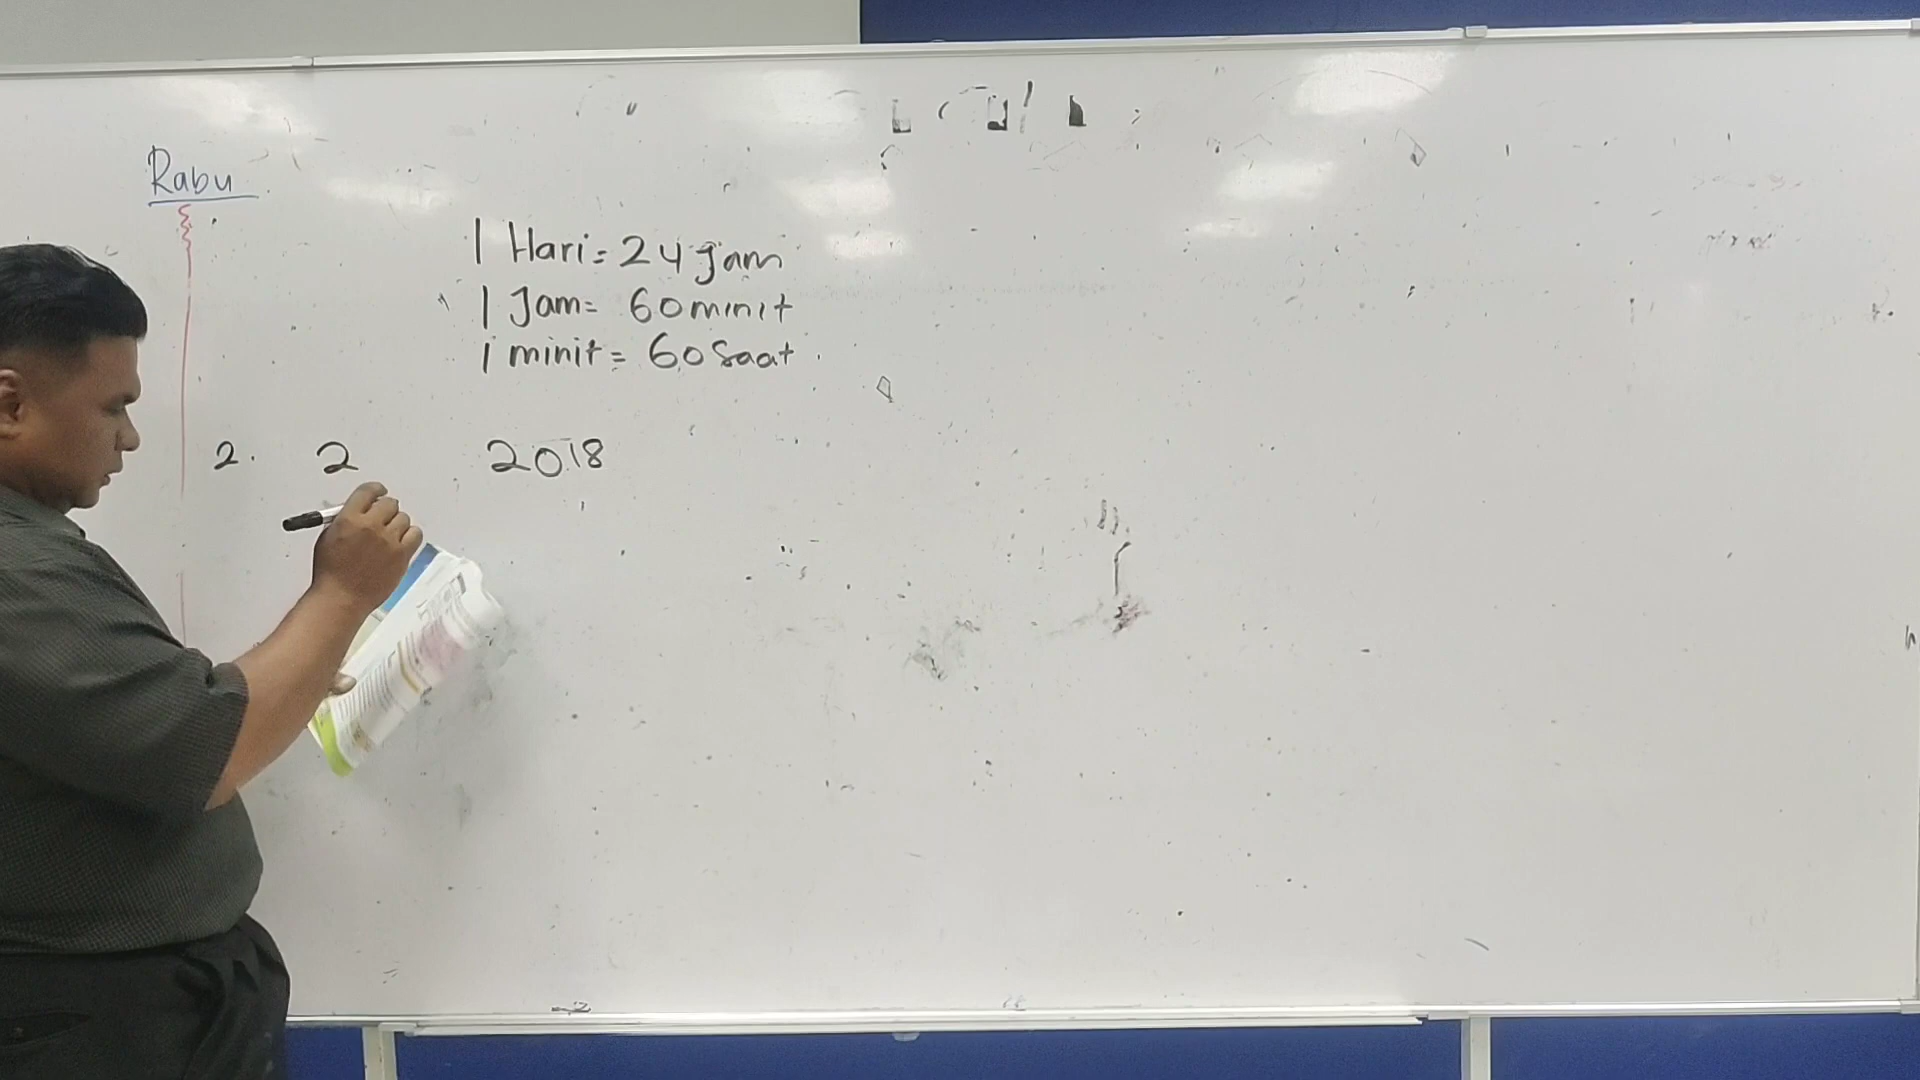 Rabu
1 Hari = 24 jam
1 Jam = 60 minit
1 minit = 60 Saat
2. 2 2018